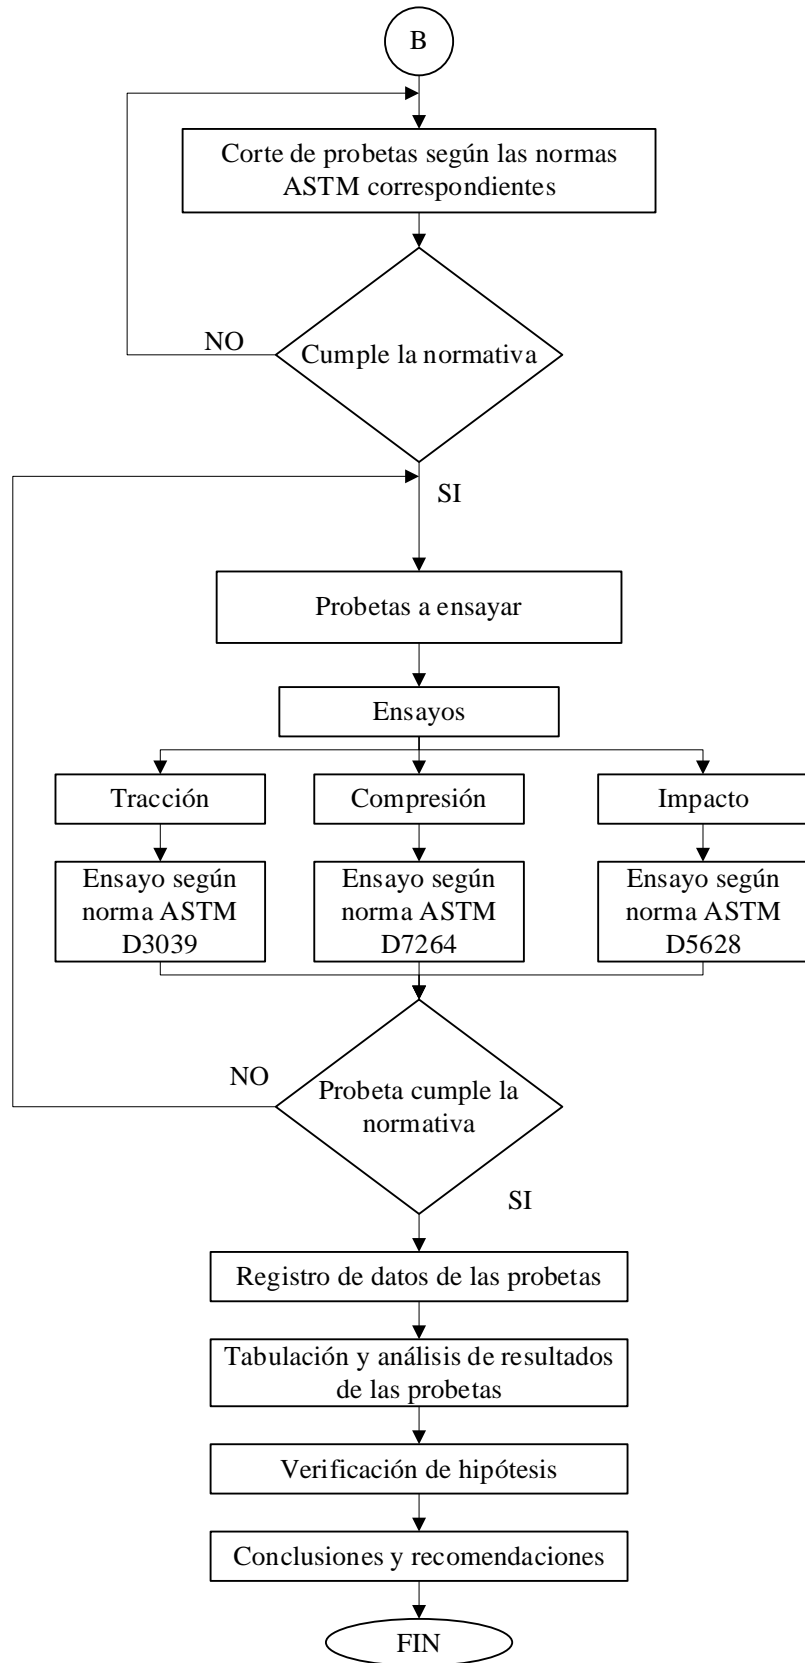 B
Corte de probetas según las normas
ASTM correspondientes
NO
Cumple la normativa
SI
Probetas a ensayar
Ensayos
Tracción
Compresión
Impacto
Ensayo según
norma ASTM
D3039
Ensayo según
norma ASTM
D7264
Ensayo según
norma ASTM
D5628
NO
Probeta cumple la
normativa
SI
Registro de datos de las probetas
Tabulación y análisis de resultados
de las probetas
Verificación de hipótesis
Conclusiones y recomendaciones
FIN